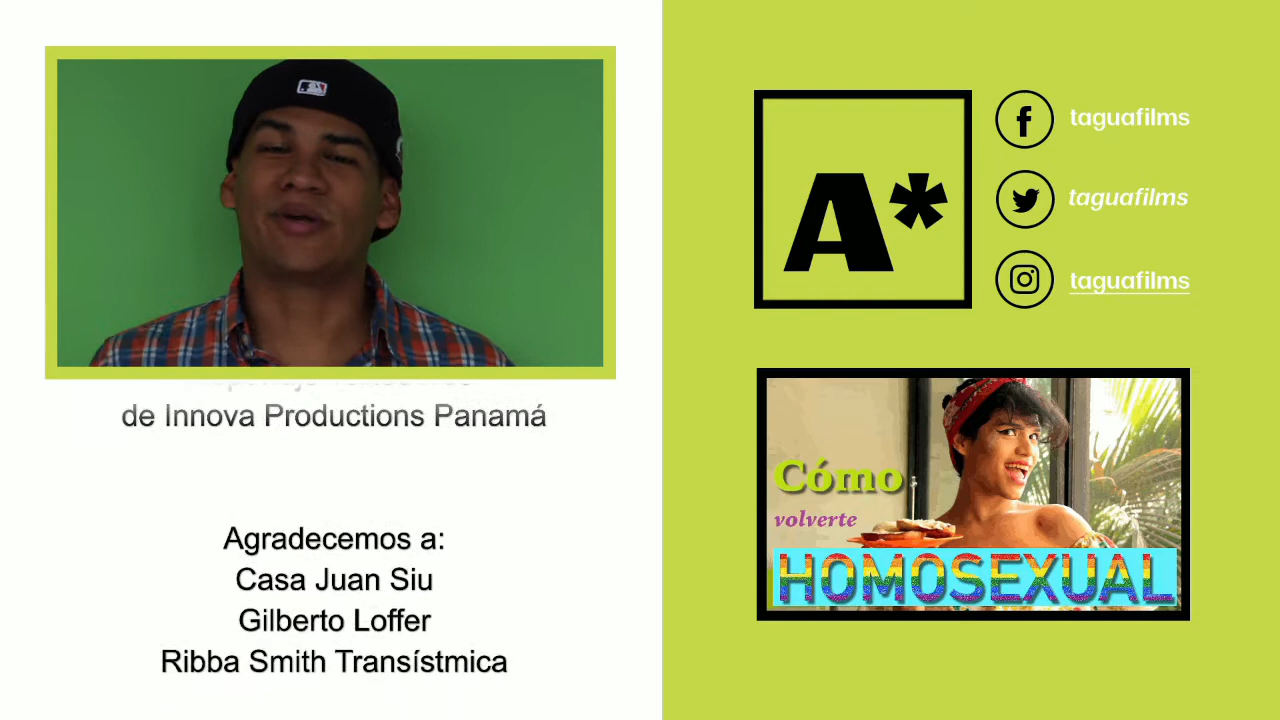 de Innova Productions Panamá
Agradecemos a:
Casa Juan Siu
Gilberto Loffer
Ribba Smith Transístmica
A*
taguafilms
taguafilms
taguafilms
Cómo
volverte
HOMOSEXUAL